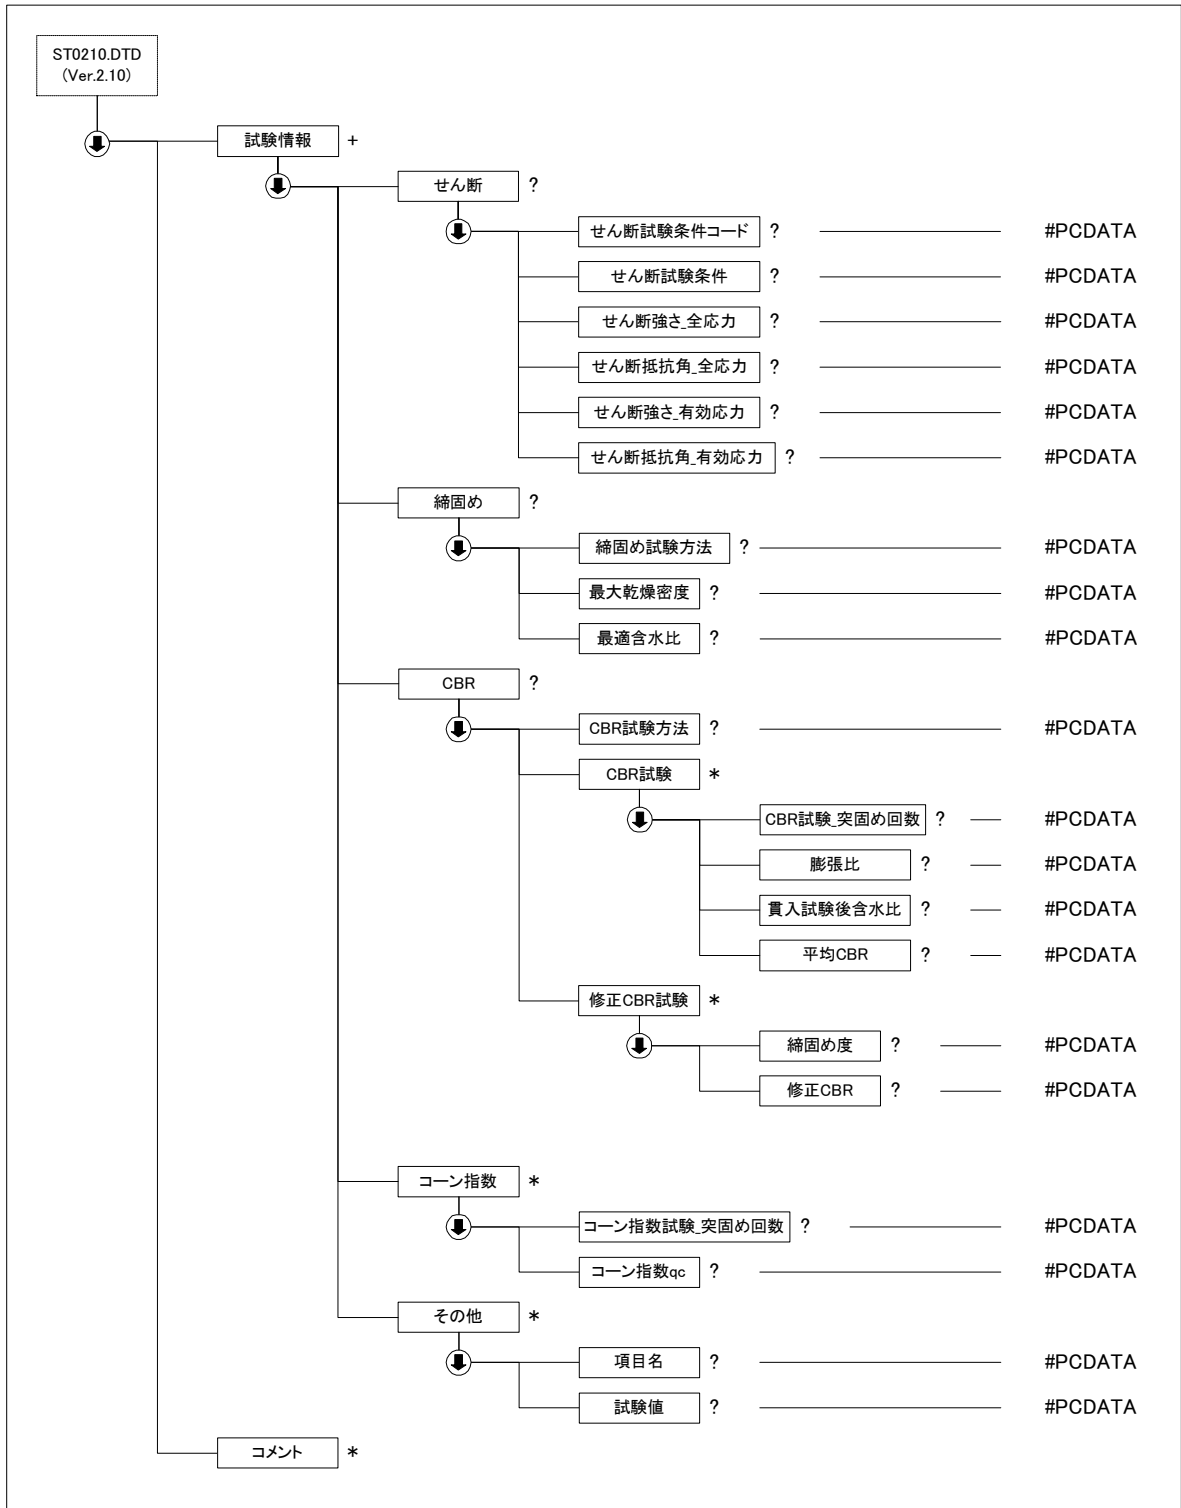 ST0210.DTD
(Ver.2.10)
試験情報 +
せん断 ?
せん断試験条件コード ? #PCDATA
せん断試験条件 ? #PCDATA
せん断強さ_全応力 ? #PCDATA
せん断抵抗角_全応力 ? #PCDATA
せん断強さ_有効応力 ? #PCDATA
せん断抵抗角_有効応力 ? #PCDATA
締固め ?
締固め試験方法 ? #PCDATA
最大乾燥密度 ? #PCDATA
最適含水比 ? #PCDATA
CBR ?
CBR試験方法 ? #PCDATA
CBR試験 *
CBR試験_突固め回数 ? #PCDATA
膨張比 ? #PCDATA
貫入試験後含水比 ? #PCDATA
平均CBR ? #PCDATA
修正CBR試験 *
締固め度 ? #PCDATA
修正CBR ? #PCDATA
コーン指数 *
コーン指数試験_突固め回数 ? #PCDATA
コーン指数qc ? #PCDATA
その他 *
項目名 ? #PCDATA
試験値 ? #PCDATA
コメント *